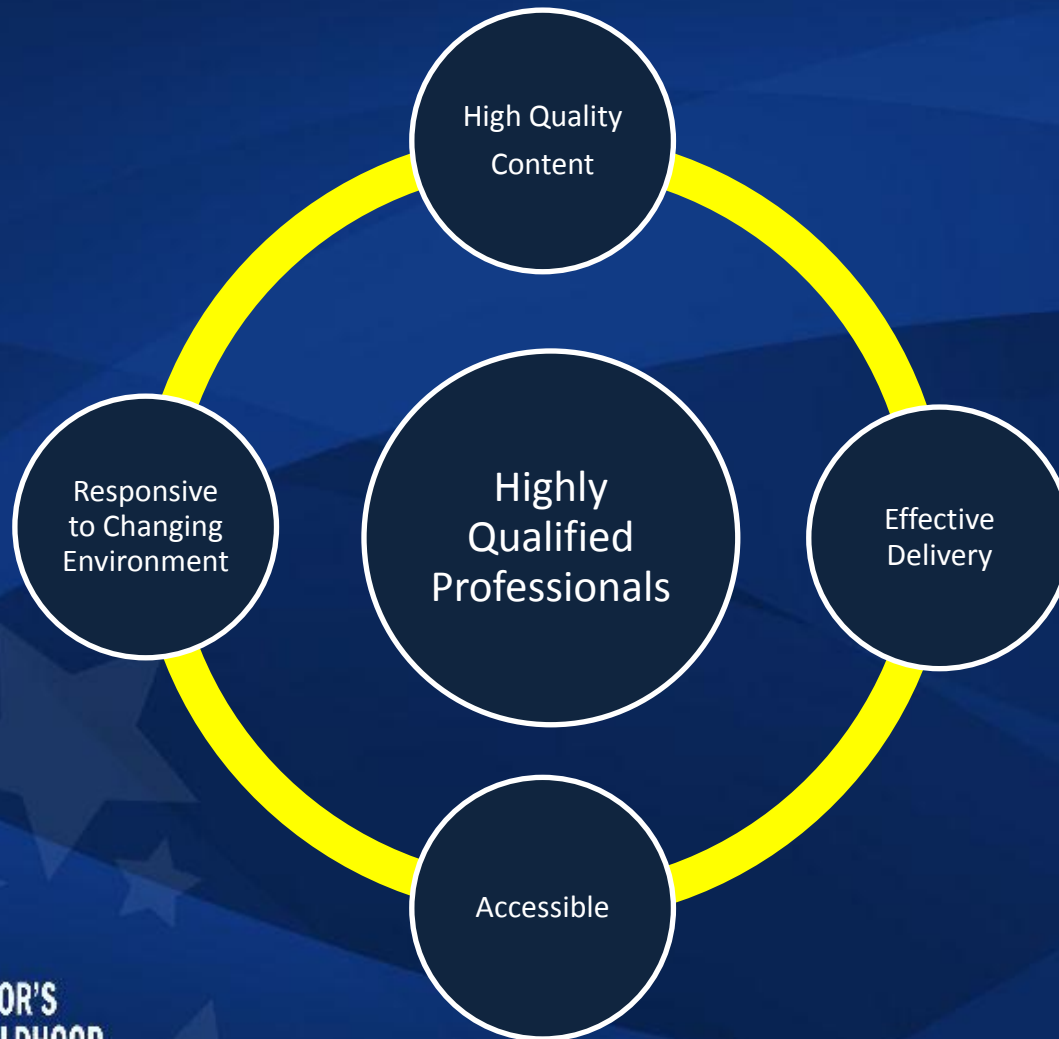 High Quality
Content
Responsive
to Changing
Environment
Highly
Qualified
Professionals
Effective
Delivery
Accessible
OR'S